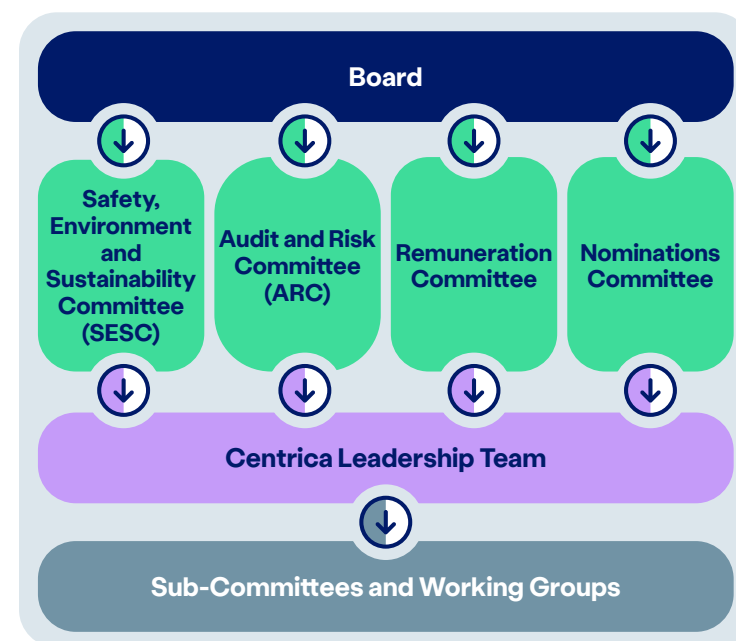 Board
Safety,
Environment
and
Sustainability
Committee
(SESC)
Audit and Risk
Committee
(ARC)
Remuneration
Committee
Nominations
Committee
Centrica Leadership Team
Sub-Committees and Working Groups